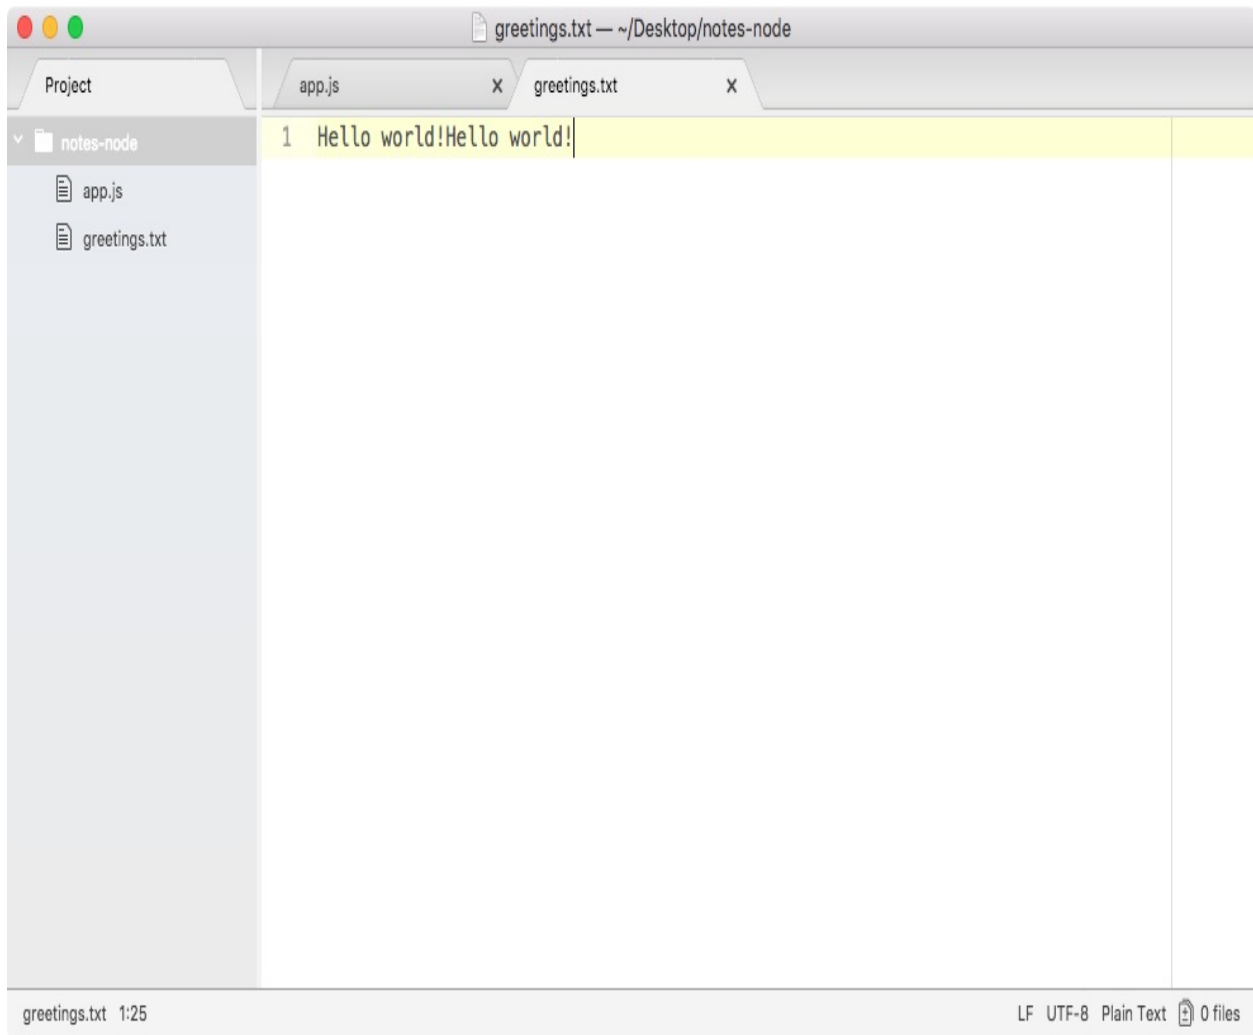 greetings.txt — ~/Desktop/notes-node
Project
app.js
greetings.txt
notes-node
app.js
greetings.txt
1 Hello world!Hello world!
greetings.txt 1:25
LF UTF-8 Plain Text 0 files